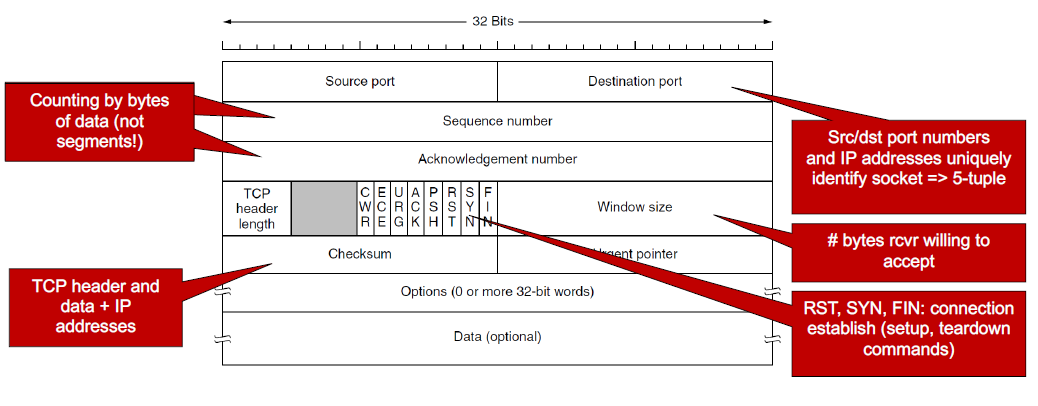 32 Bits
Source port
Destination port
Counting by bytes
of data (not
segments!)
Sequence number
Acknowledgement number
Src/dst port numbers
and IP addresses uniquely
identify socket => 5-tuple
TCP
header
length
CWR
ECE
URG
ACK
PSH
RST
SYN
FIN
Window size
# bytes rcvr willing to
accept
Checksum
pointer
TCP header and
data + IP
addresses
Options (0 or more 32-bit words)
RST, SYN, FIN: connection
establish (setup, teardown
commands)
Data (optional)